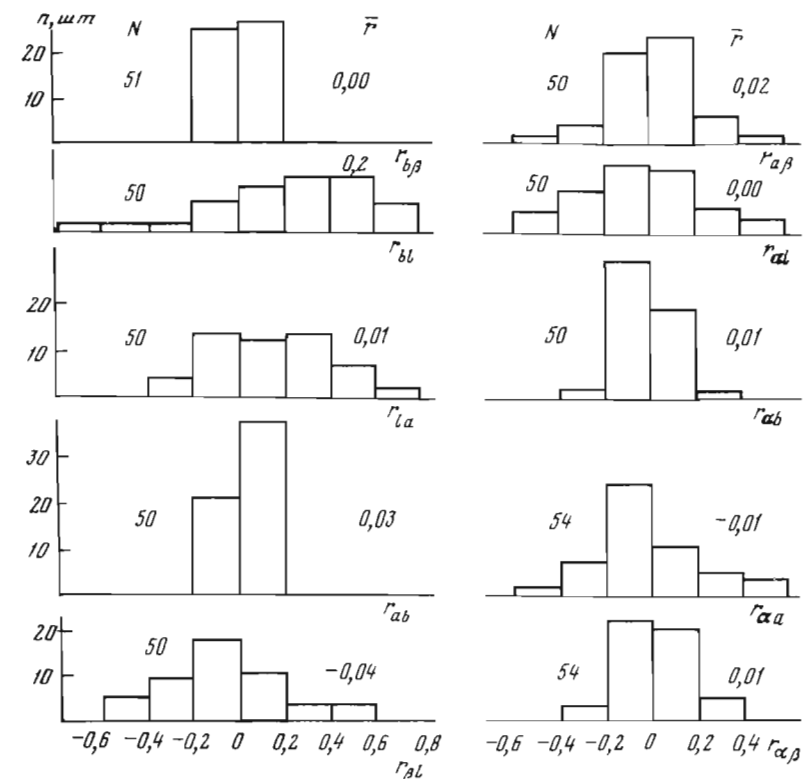 n, шт N r̄ N r̄
20
10 51 0,00 50 0,02
r_bβ r_aβ
50 0,2 50 0,00
r_bl r_αl
20
10 50 0,01 50 0,01
r_la r_αb
30
20
10 50 0,03 54 -0,01
r_ab r_αa
20
10 50 -0,04 54 0,01
-0,6 -0,4 -0,2 0 0,2 0,4 0,6 0,8 -0,6 -0,4 -0,2 0 0,2 0,4 r_αβ
r_βl